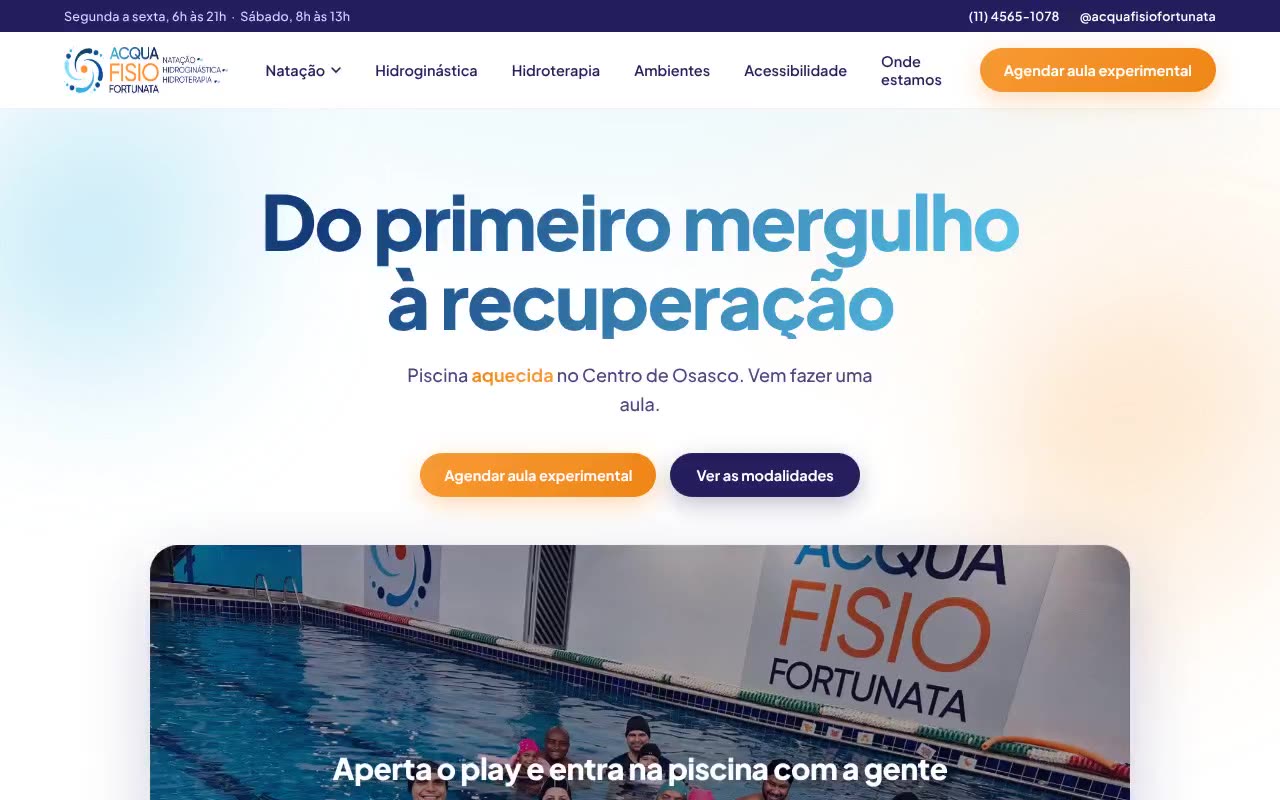 Segunda a sexta, 6h às 21h · Sábado, 8h às 13h
(11) 4565-1078
@acquafisiofortunata
ACQUA
FISIO
FORTUNATA
NATAÇÃO
HIDROGINÁSTICA
HIDROTERAPIA
Natação
Hidroginástica
Hidroterapia
Ambientes
Acessibilidade
Onde
estamos
Agendar aula experimental
Do primeiro mergulho
à recuperação
Piscina aquecida no Centro de Osasco. Vem fazer uma
aula.
Agendar aula experimental
Ver as modalidades
ACQUA
FISIO
FORTUNATA
Aperta o play e entra na piscina com a gente